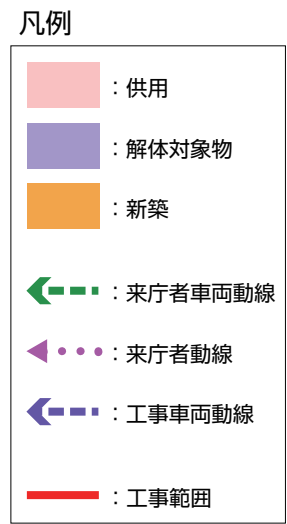 凡例
：供用
：解体対象物
：新築
：来庁者車両動線
：来庁者動線
：工事車両動線
：工事範囲